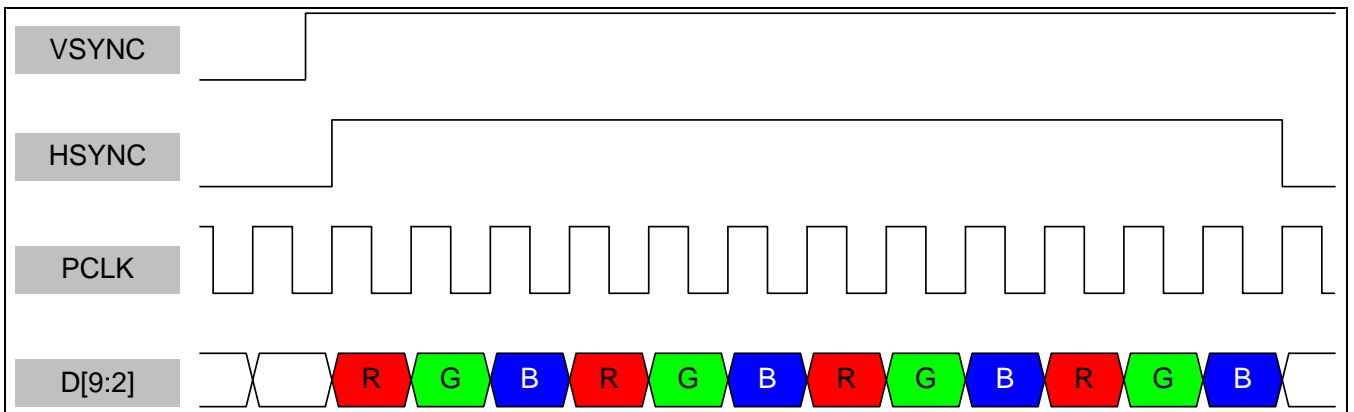 VSYNC
HSYNC
PCLK
D[9:2] R G B R G B R G B R G B